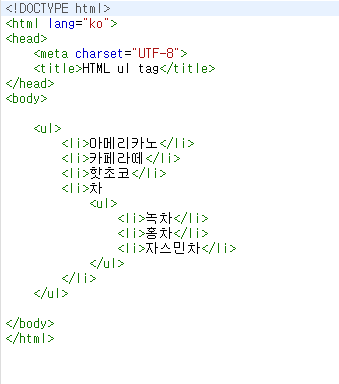 <!DOCTYPE html>
<html lang="ko">
<head>
    <meta charset="UTF-8">
    <title>HTML ul tag</title>
</head>
<body>

    <ul>
        <li>아메리카노</li>
        <li>카페라떼</li>
        <li>핫초코</li>
        <li>차
            <ul>
                <li>녹차</li>
                <li>홍차</li>
                <li>자스민차</li>
            </ul>
        </li>
    </ul>

</body>
</html>